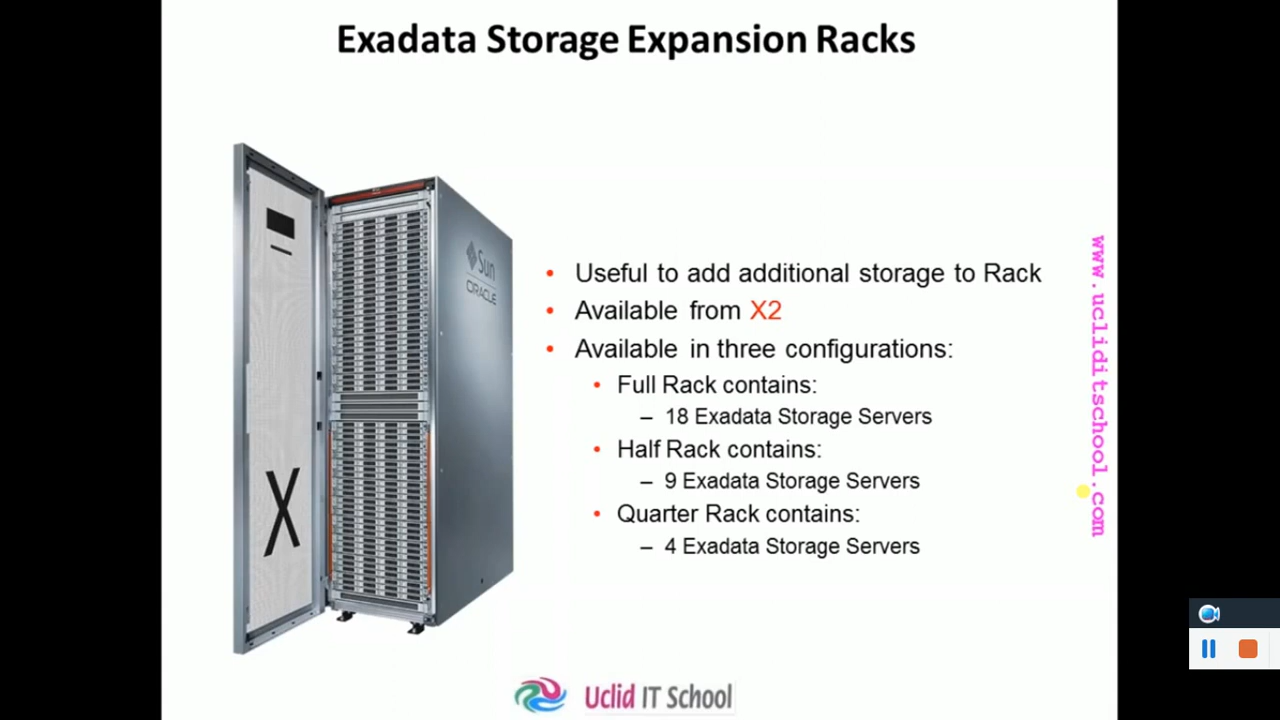 Exadata Storage Expansion Racks
Sun
ORACLE
X
• Useful to add additional storage to Rack
• Available from X2
• Available in three configurations:
• Full Rack contains:
– 18 Exadata Storage Servers
• Half Rack contains:
– 9 Exadata Storage Servers
• Quarter Rack contains:
– 4 Exadata Storage Servers
www.ucliditschool.com
Uclid IT School